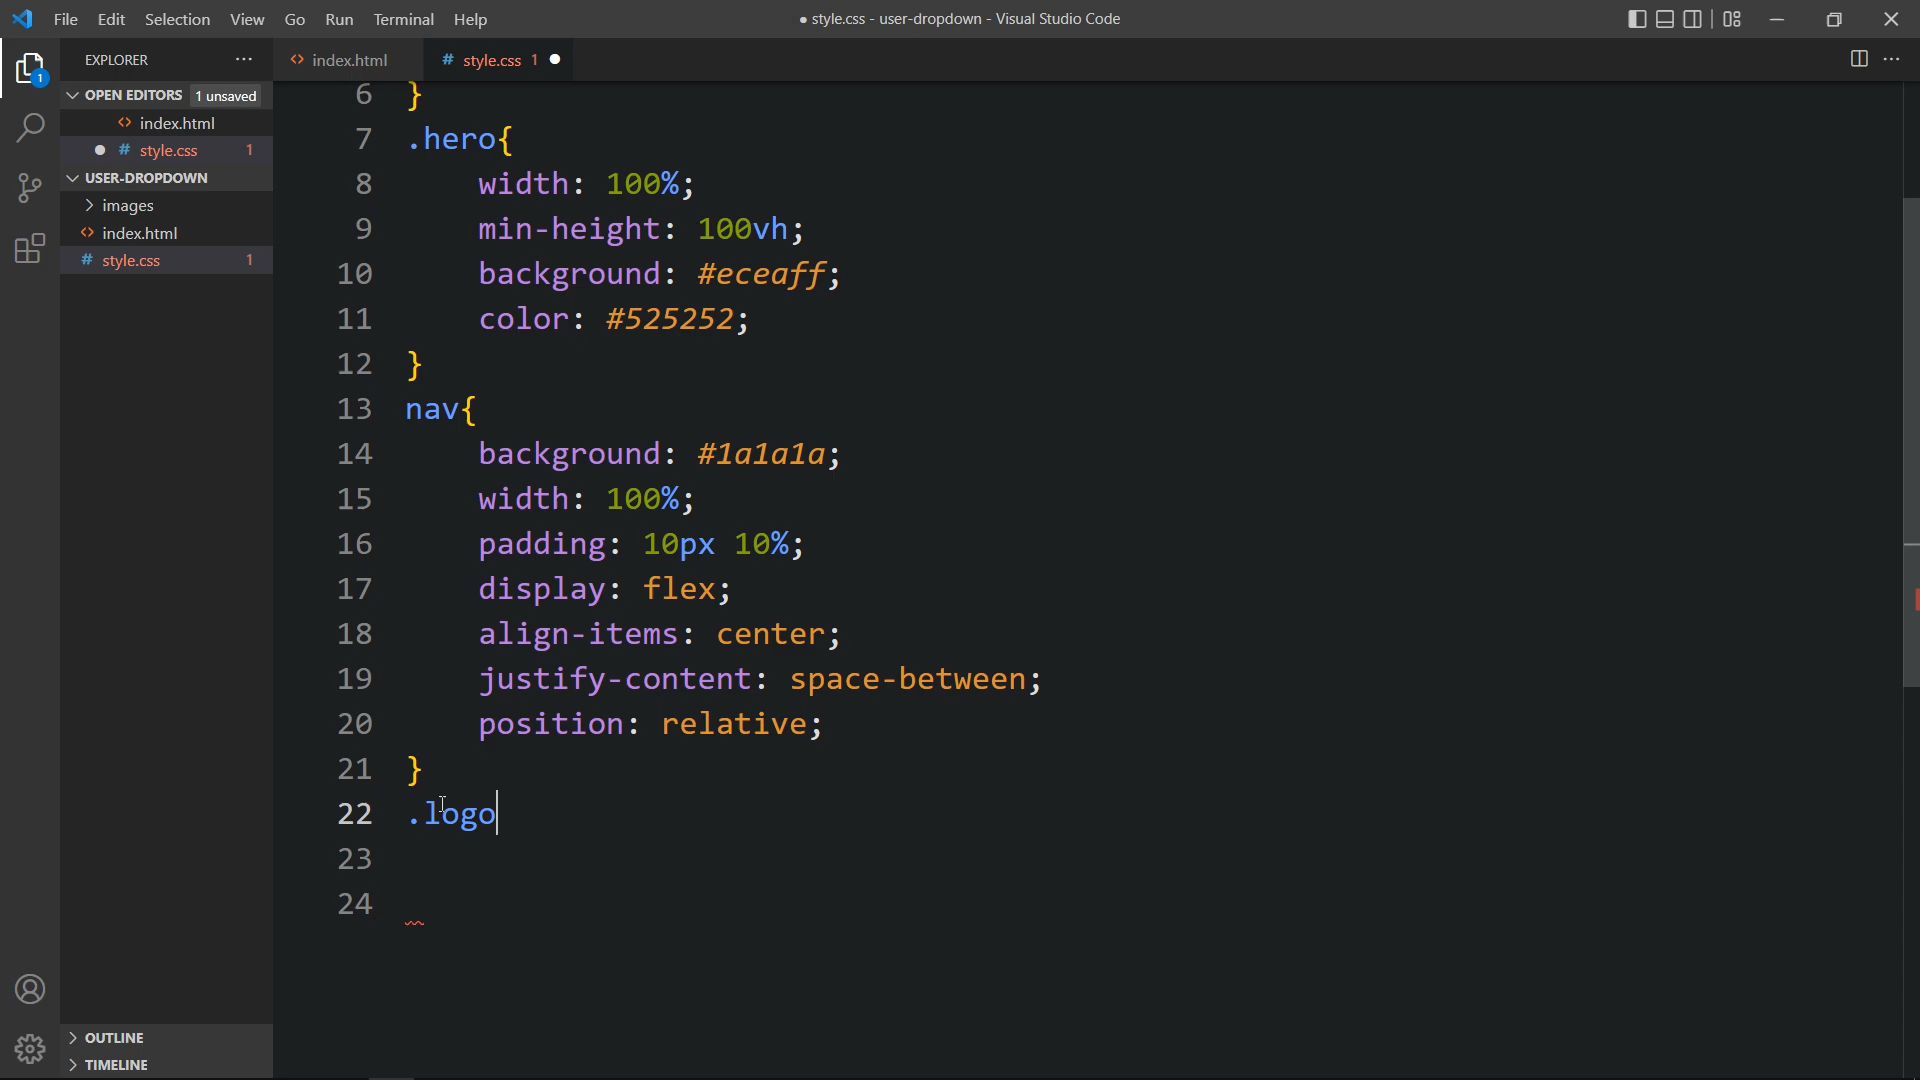 File Edit Selection View Go Run Terminal Help
● style.css - user-dropdown - Visual Studio Code
EXPLORER
index.html
style.css 1
OPEN EDITORS 1 unsaved
index.html
style.css 1
USER-DROPDOWN
images
index.html
style.css 1
OUTLINE
TIMELINE
1
6 }
7 .hero{
8 width: 100%;
9 min-height: 100vh;
10 background: #eceaff;
11 color: #525252;
12 }
13 nav{
14 background: #1a1a1a;
15 width: 100%;
16 padding: 10px 10%;
17 display: flex;
18 align-items: center;
19 justify-content: space-between;
20 position: relative;
21 }
22 .logo
23
24